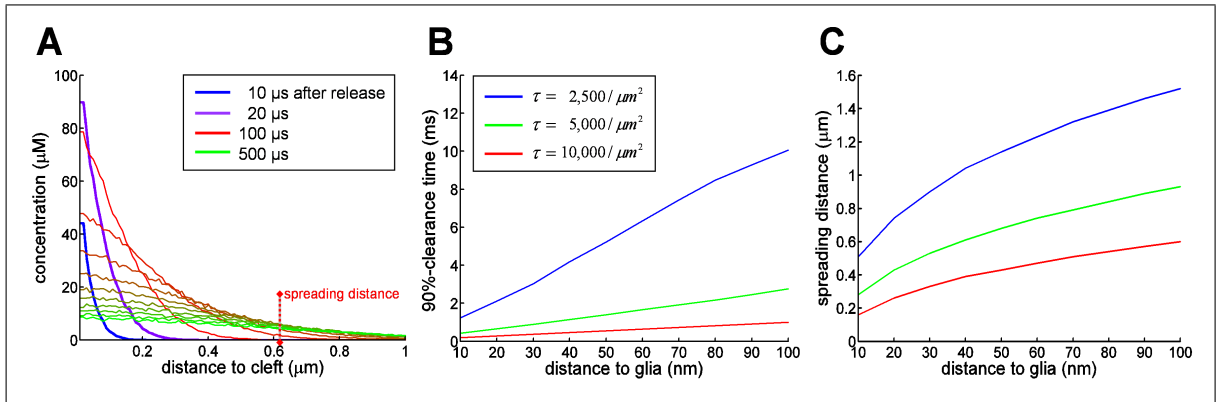 A
B
C
concentration (µM)
100
80
60
40
20
0
0.2
0.4
0.6
0.8
1
distance to cleft (µm)
10 µs after release
20 µs
100 µs
500 µs
spreading distance
90%-clearance time (ms)
14
12
10
8
6
4
2
0
10
20
30
40
50
60
70
80
90
100
distance to glia (nm)
τ = 2,500/ µm²
τ = 5,000/ µm²
τ = 10,000/ µm²
spreading distance (µm)
1.6
1.4
1.2
1
0.8
0.6
0.4
0.2
0
10
20
30
40
50
60
70
80
90
100
distance to glia (nm)